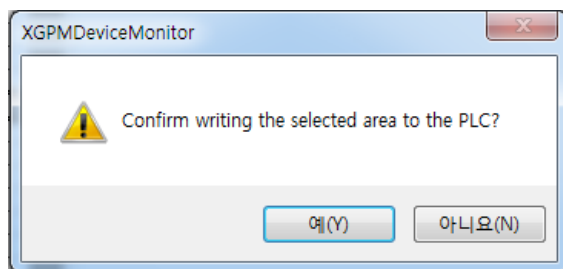 XGPMDeviceMonitor
Confirm writing the selected area to the PLC?
예(Y)
아니요(N)